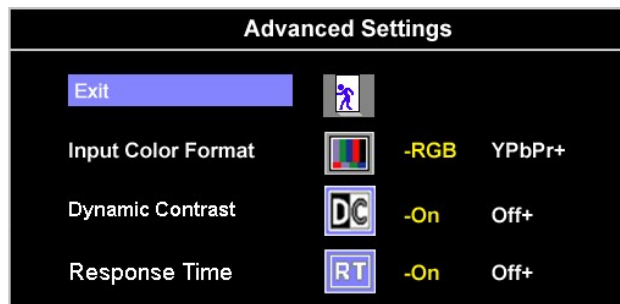 Advanced Settings
Exit
Input Color Format -RGB YPbPr+
Dynamic Contrast DC -On Off+
Response Time RT -On Off+